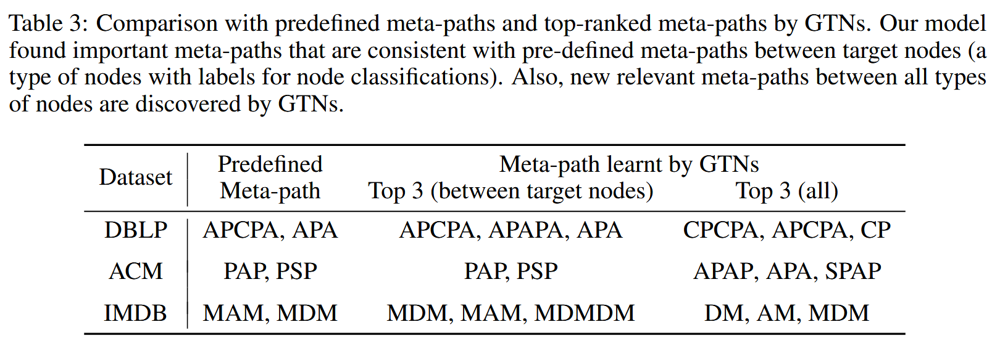 Table 3: Comparison with predefined meta-paths and top-ranked meta-paths by GTNs. Our model
found important meta-paths that are consistent with pre-defined meta-paths between target nodes (a
type of nodes with labels for node classifications). Also, new relevant meta-paths between all types
of nodes are discovered by GTNs.
Dataset Predefined Meta-path Meta-path learnt by GTNs
Top 3 (between target nodes) Top 3 (all)
DBLP APCPA, APA APCPA, APAPA, APA CPCPA, APCPA, CP
ACM PAP, PSP PAP, PSP APAP, APA, SPAP
IMDB MAM, MDM MDM, MAM, MDMDM DM, AM, MDM